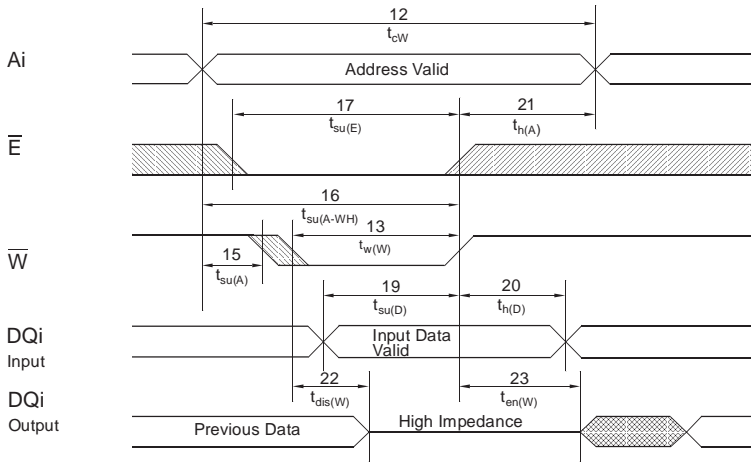 12
tcW
Ai
Address Valid
17
21
tsu(E)
th(A)
E
16
tsu(A-WH)
13
W
15
tw(W)
tsu(A)
19
20
tsu(D)
th(D)
DQi
Input
Input Data
Valid
22
23
tdis(W)
ten(W)
DQi
Output
Previous Data
High Impedance